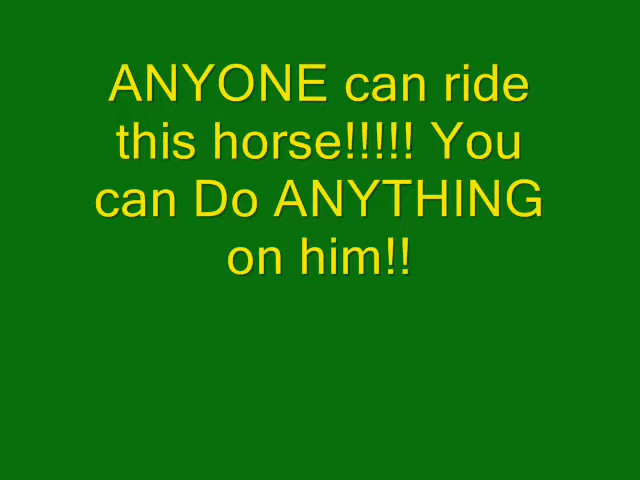 ANYONE can ride
this horse!!!!! You
can Do ANYTHING
on him!!